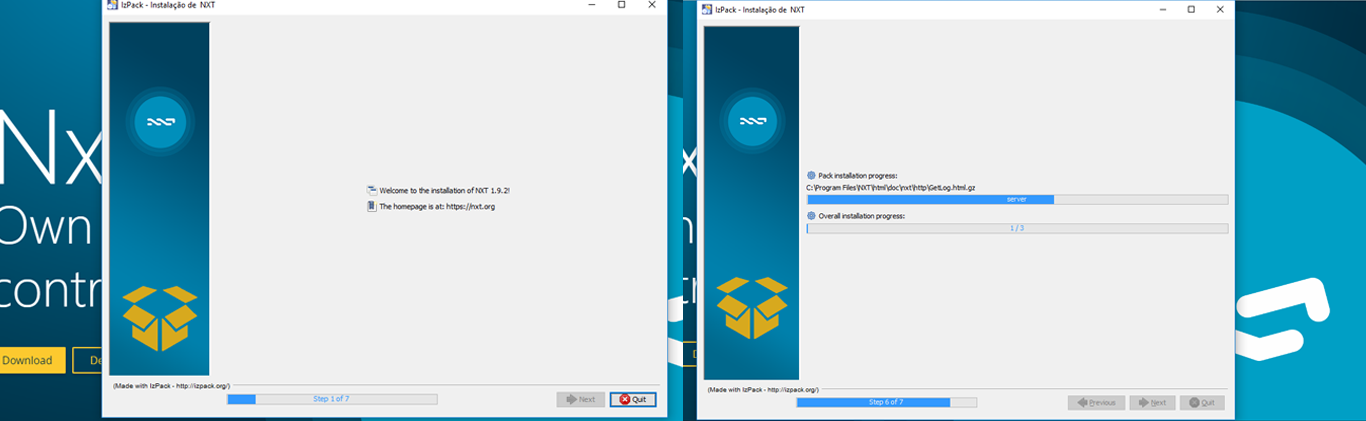 IzPack - Instalação de NXT
Welcome to the installation of NXT 1.9.2!
The homepage is at: https://nxt.org
(Made with IzPack - http://izpack.org/)
Step 1 of 7
Next
Quit
Nx
Own
contr
Download
De
IzPack - Instalação de NXT
Pack installation progress:
C:\Program Files\NXT\html\doc\nxt\http\GetLog.html.gz
server
Overall installation progress:
1 / 3
(Made with IzPack - http://izpack.org/)
Step 6 of 7
Previous
Next
Quit